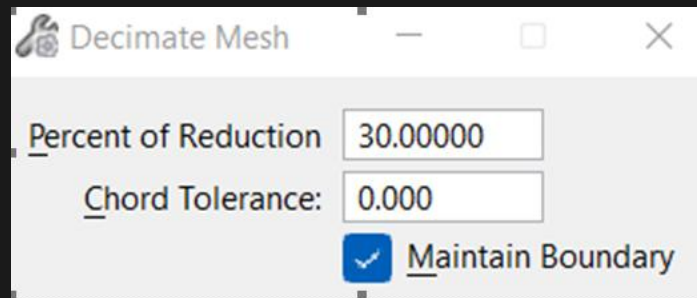 Decimate Mesh
Percent of Reduction 30.00000
Chord Tolerance: 0.000
Maintain Boundary